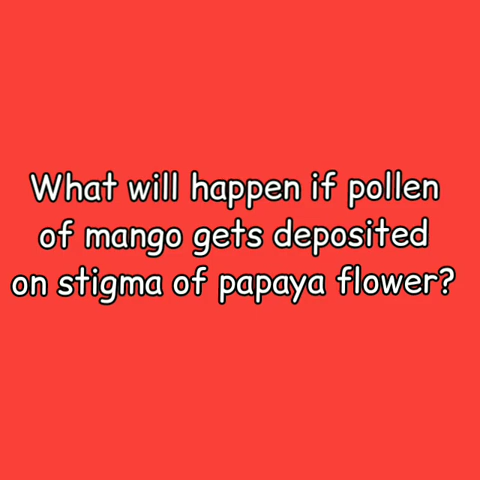 What will happen if pollen
of mango gets deposited
on stigma of papaya flower?